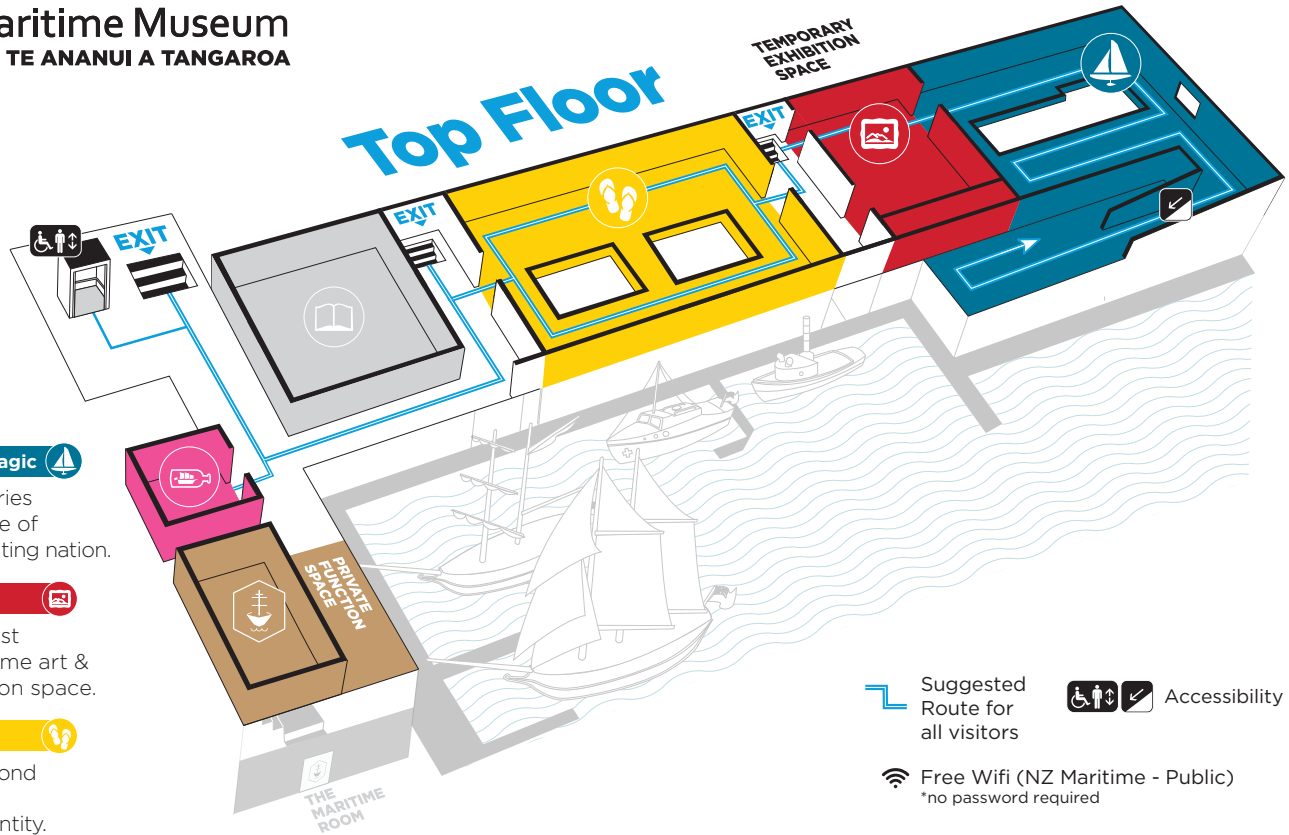 aritime Museum
TE ANANUI A TANGAROA
Top Floor
TEMPORARY
EXHIBITION
SPACE
EXIT
EXIT
EXIT
agic
ries
e of
ting nation.
st
me art &
on space.
ond
ntity.
PRIVATE
FUNCTION
SPACE
THE
MARITIME
ROOM
Suggested
Route for
all visitors
Accessibility
Free Wifi (NZ Maritime - Public)
*no password required